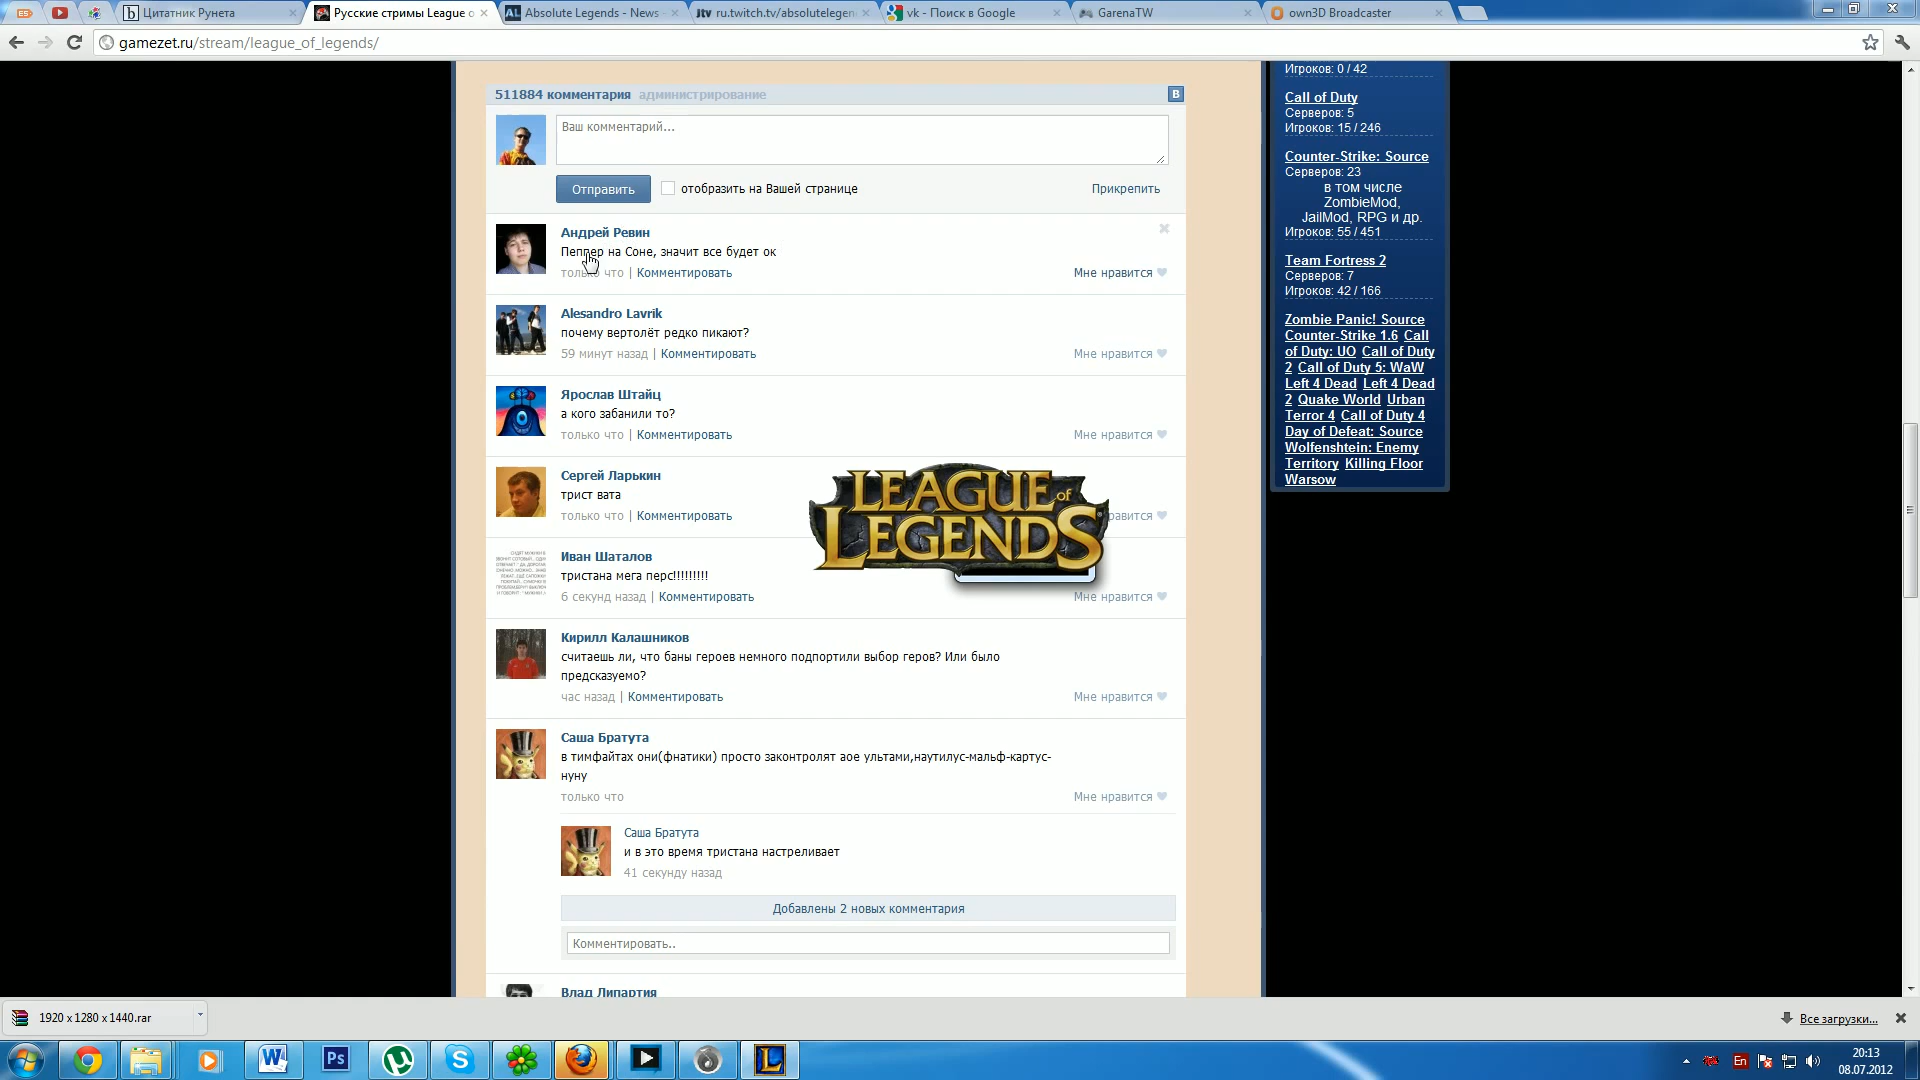 ES
Цитатник Рунета
Русские стримы League o
AL Absolute Legends - News
jtv ru.twitch.tv/absolutelegen
vk - Поиск в Google
GarenaTW
own3D Broadcaster
gamezet.ru/stream/league_of_legends/
511884 комментария администрирование
B
Ваш комментарий...
Отправить отобразить на Вашей странице Прикрепить
Андрей Ревин
Пеппер на Соне, значит все будет ок
только что | Комментировать Мне нравится
Alesandro Lavrik
почему вертолёт редко пикают?
59 минут назад | Комментировать Мне нравится
Ярослав Штайц
а кого забанили то?
только что | Комментировать Мне нравится
Сергей Ларькин
трист вата
только что | Комментировать равится
LEAGUE of
LEGENDS
Иван Шаталов
тристана мега перс!!!!!!!!!
6 секунд назад | Комментировать Мне нравится
Кирилл Калашников
считаешь ли, что баны героев немного подпортили выбор геров? Или было
предсказуемо?
час назад | Комментировать Мне нравится
Саша Братута
в тимфайтах они(фнатики) просто законтролят аое ультами,наутилус-мальф-картус-
нуну
только что Мне нравится
Саша Братута
и в это время тристана настреливает
41 секунду назад
Добавлены 2 новых комментария
Комментировать..
Влад Липартия
Игроков: 0 / 42
Call of Duty
Серверов: 5
Игроков: 15 / 246
Counter-Strike: Source
Серверов: 23
в том числе
ZombieMod,
JailMod, RPG и др.
Игроков: 55 / 451
Team Fortress 2
Серверов: 7
Игроков: 42 / 166
Zombie Panic! Source
Counter-Strike 1.6 Call
of Duty: UO Call of Duty
2 Call of Duty 5: WaW
Left 4 Dead Left 4 Dead
2 Quake World Urban
Terror 4 Call of Duty 4
Day of Defeat: Source
Wolfenshtein: Enemy
Territory Killing Floor
Warsow
1920 x 1280 x 1440.rar
Все загрузки...
W
Ps
S
L
En
20:13
08.07.2012